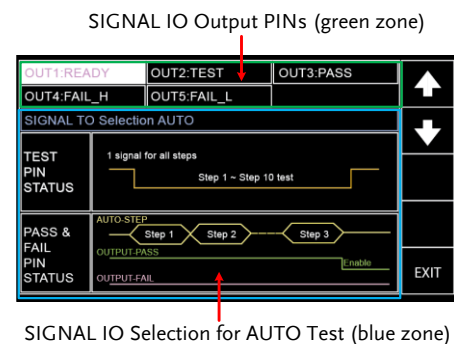 SIGNAL IO Output PINs (green zone)
OUT1:READY OUT2:TEST OUT3:PASS
OUT4:FAIL_H OUT5:FAIL_L
SIGNAL TO Selection AUTO
TEST PIN STATUS
1 signal for all steps
Step 1 ~ Step 10 test
PASS & FAIL PIN STATUS
AUTO-STEP
Step 1 Step 2 Step 3
OUTPUT-PASS
Enable
OUTPUT-FAIL
EXIT
SIGNAL IO Selection for AUTO Test (blue zone)